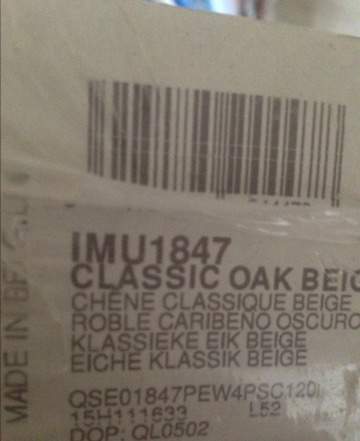 IMU1847
CLASSIC OAK BEIG
CHÊNE CLASSIQUE BEIGE
ROBLE CARIBEÑO OSCURO
KLASSIEKE EIK BEIGE
EICHE KLASSIK BEIGE
QSE01847PEW4PSC120
15H111633 L52
DOP: QL0502
MADE IN BE